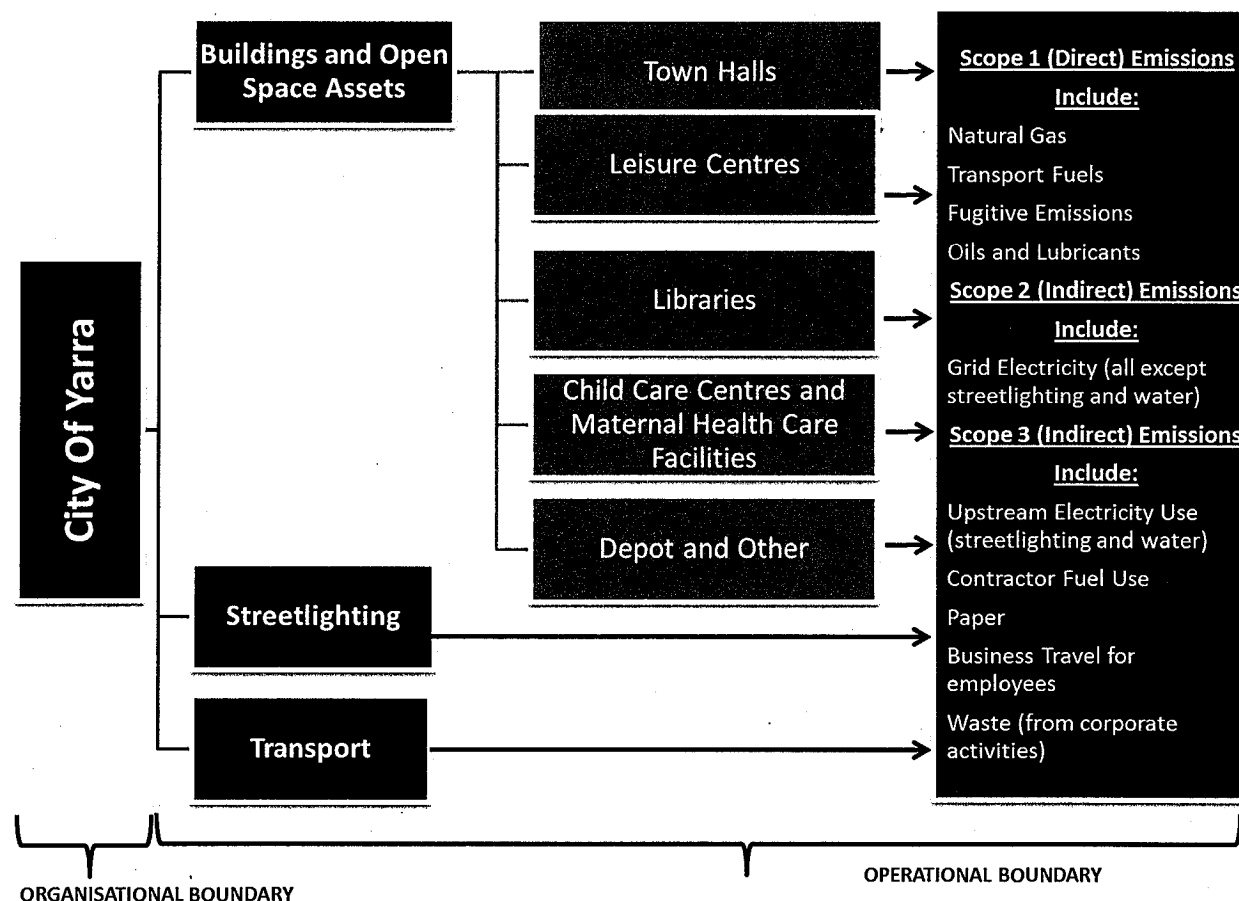 Buildings and Open
Space Assets
Town Halls
Leisure Centres
Libraries
Child Care Centres and
Maternal Health Care
Facilities
Depot and Other
City Of Yarra
Streetlighting
Transport
Scope 1 (Direct) Emissions
Include:
Natural Gas
Transport Fuels
Fugitive Emissions
Oils and Lubricants
Scope 2 (Indirect) Emissions
Include:
Grid Electricity (all except
streetlighting and water)
Scope 3 (Indirect) Emissions
Include:
Upstream Electricity Use
(streetlighting and water)
Contractor Fuel Use
Paper
Business Travel for
employees
Waste (from corporate
activities)
ORGANISATIONAL BOUNDARY
OPERATIONAL BOUNDARY